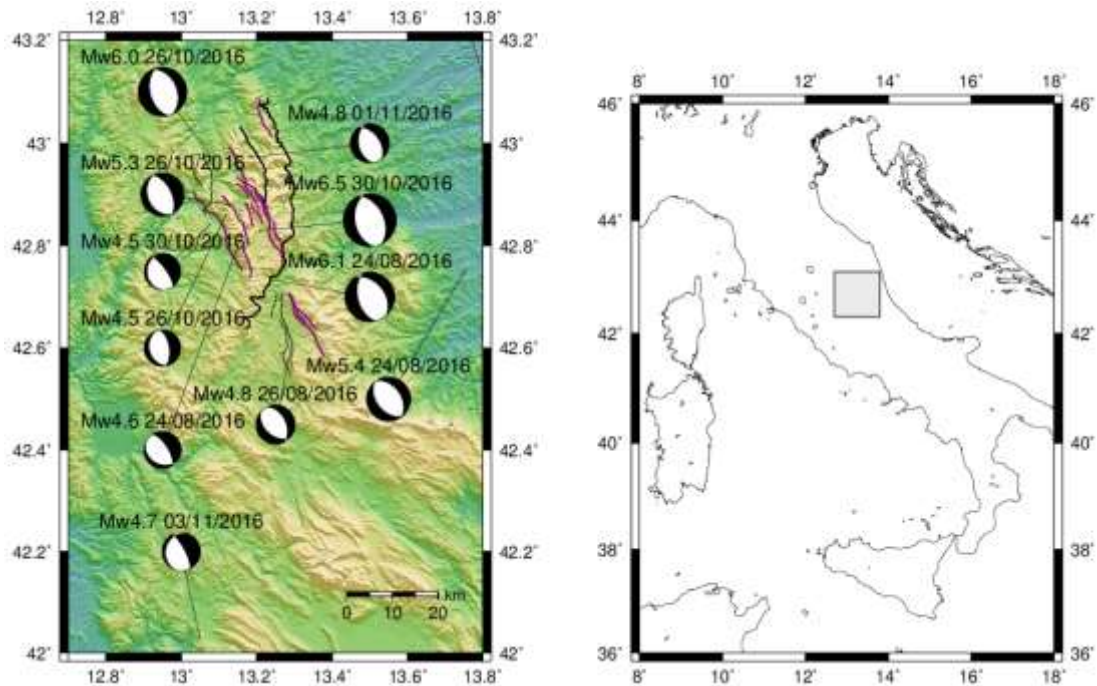 12.8˚ 13˚ 13.2˚ 13.4˚ 13.6˚ 13.8˚
43.2˚ 43.2˚
Mw6.0 26/10/2016
Mw4.8 01/11/2016
43˚ 43˚
Mw5.3 26/10/2016
Mw6.5 30/10/2016
42.8˚ 42.8˚
Mw4.5 30/10/2016
Mw6.1 24/08/2016
42.6˚ 42.6˚
Mw4.5 26/10/2016
Mw5.4 24/08/2016
Mw4.8 26/08/2016
Mw4.6 24/08/2016
42.4˚ 42.4˚
Mw4.7 03/11/2016
42.2˚ 42.2˚
km
0 10 20
42˚ 42˚
12.8˚ 13˚ 13.2˚ 13.4˚ 13.6˚ 13.8˚
8˚ 10˚ 12˚ 14˚ 16˚ 18˚
46˚ 46˚
44˚ 44˚
42˚ 42˚
40˚ 40˚
38˚ 38˚
36˚ 36˚
8˚ 10˚ 12˚ 14˚ 16˚ 18˚